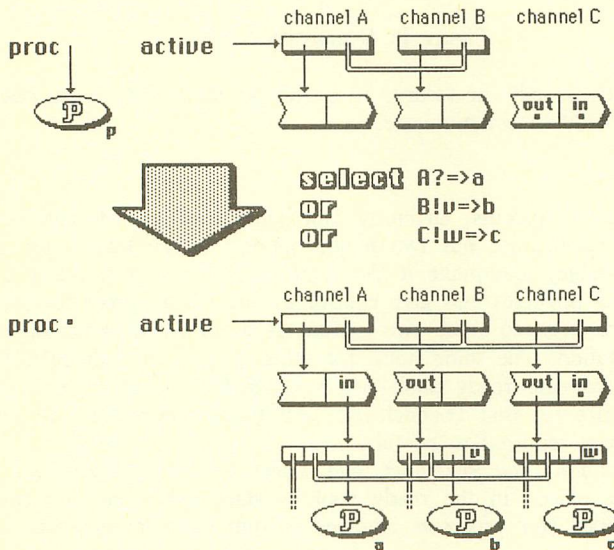 channel A channel B channel C
proc active
P
p
out in
select A?=>a
or B!v=>b
or C!w=>c
channel A channel B channel C
proc active
in out out in
v w
P P P
a b c